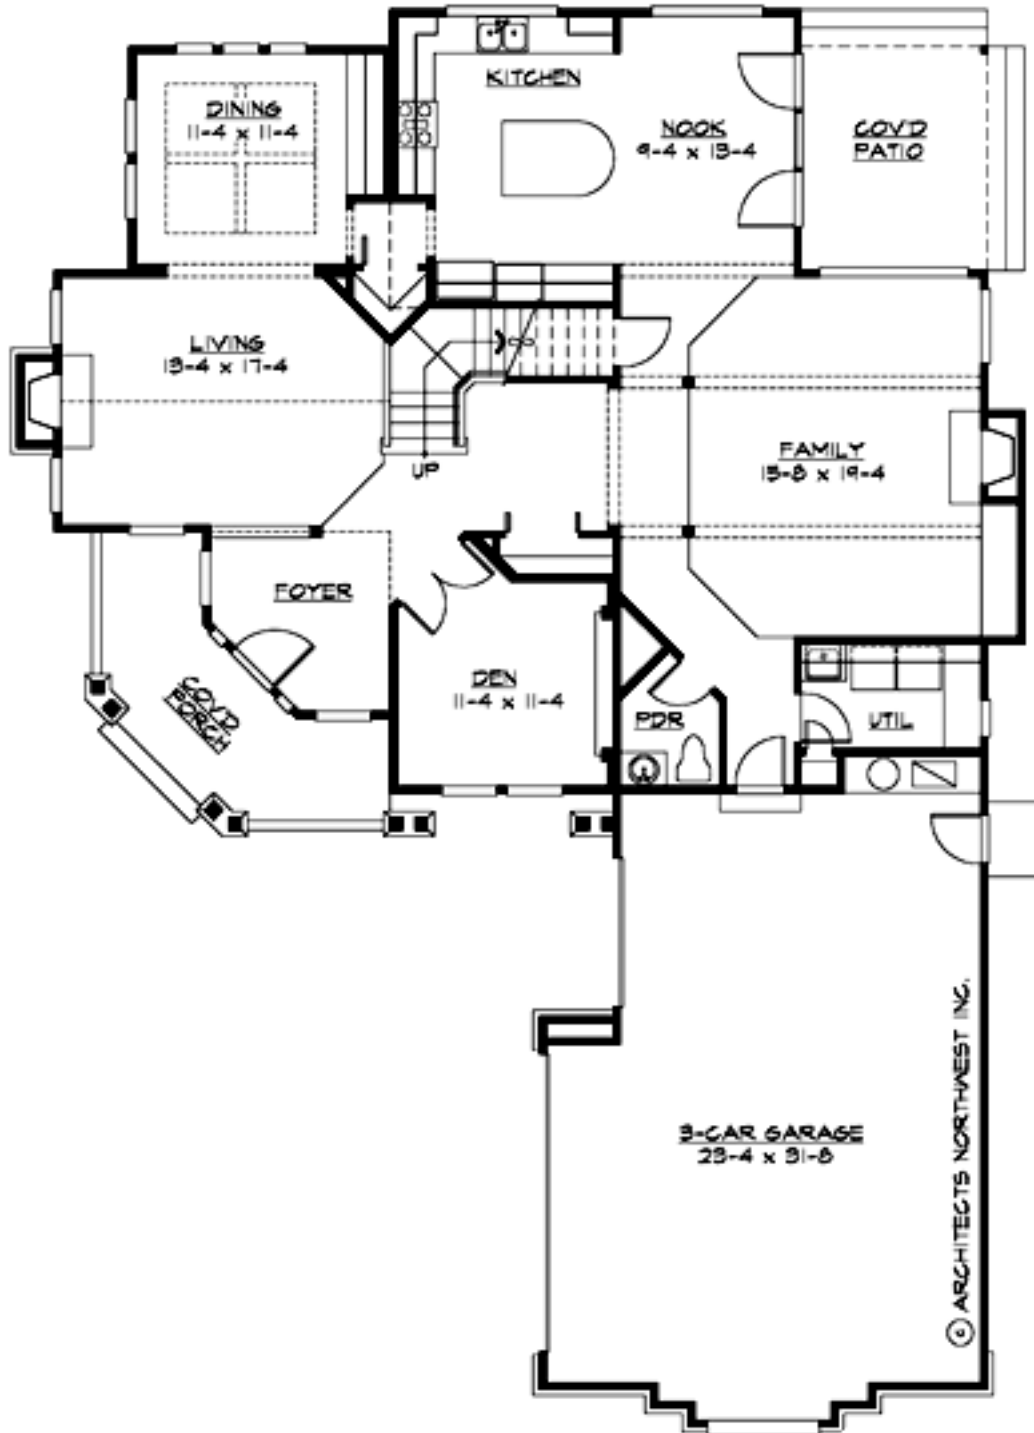 KITCHEN
DINING
11-4 x 11-4
NOOK
9-4 x 13-4
COV'D
PATIO
LIVING
13-4 x 17-4
FAMILY
15-8 x 19-4
UP
FOYER
DEN
11-4 x 11-4
COV'D
PORCH
PDR
UTIL
3-CAR GARAGE
23-4 x 31-8
© ARCHITECTS NORTHWEST INC.